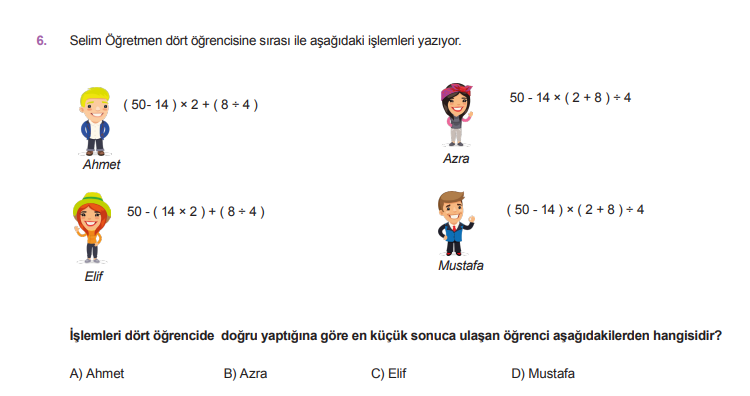 6. Selim Öğretmen dört öğrencisine sırası ile aşağıdaki işlemleri yazıyor.
( 50- 14 ) × 2 + ( 8 ÷ 4 )
Ahmet
50 - 14 × ( 2 + 8 ) ÷ 4
Azra
50 - ( 14 × 2 ) + ( 8 ÷ 4 )
Elif
( 50 - 14 ) × ( 2 + 8 ) ÷ 4
Mustafa
İşlemleri dört öğrencide doğru yaptığına göre en küçük sonuca ulaşan öğrenci aşağıdakilerden hangisidir?
A) Ahmet B) Azra C) Elif D) Mustafa